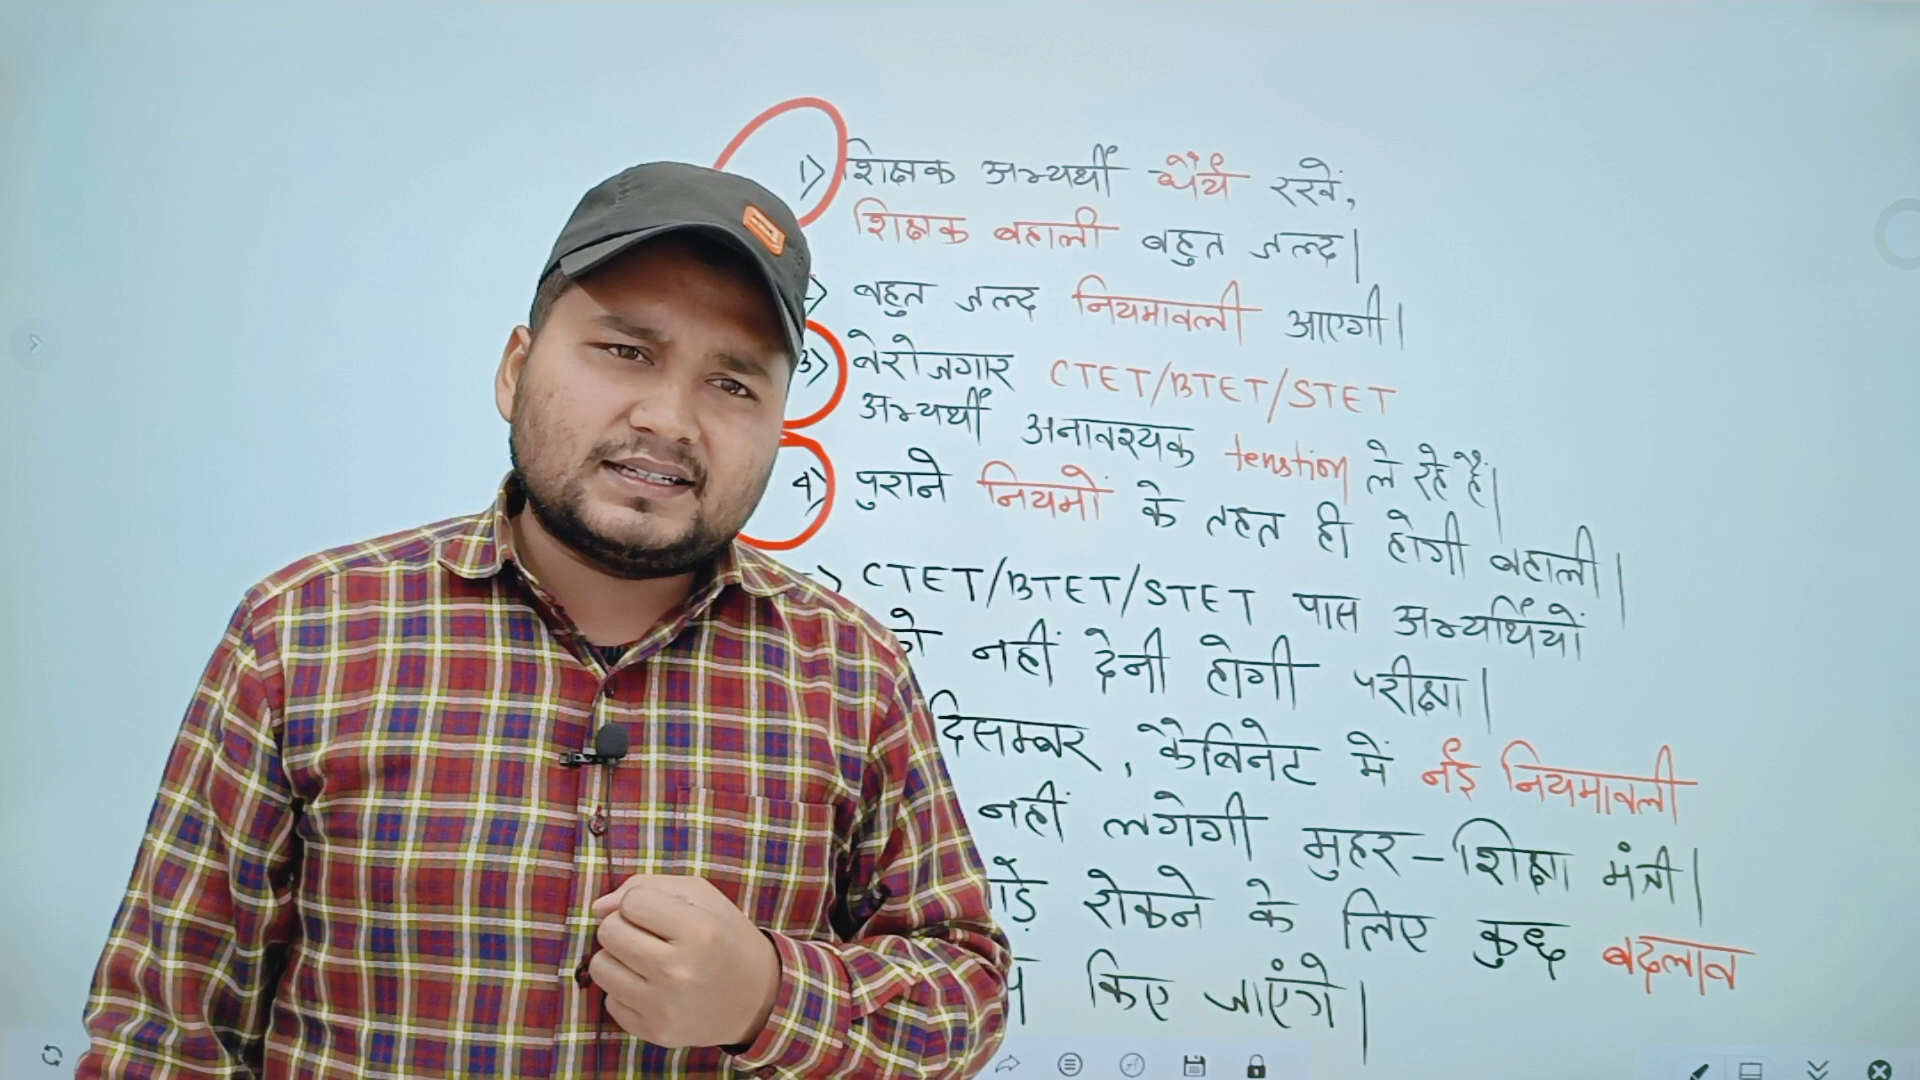 1) शिक्षक अभ्यर्थी धैर्य रखें,
शिक्षक बहाली बहुत जल्द|
बहुत जल्द नियमावली आएगी|
3) बेरोजगार CTET/BTET/STET
अभ्यर्थी अनावश्यक tenstion ले रहे हैं|
4) पुराने नियमों के तहत ही होगी बहाली|
CTET/BTET/STET पास अभ्यर्थियों
नहीं देनी होगी परीक्षा|
दिसम्बर, कैबिनेट में नई नियमावली
नहीं लगेगी मुहर-शिक्षा मंत्री|
रोकने के लिए कुछ बदलाव
किए जाएंगे|